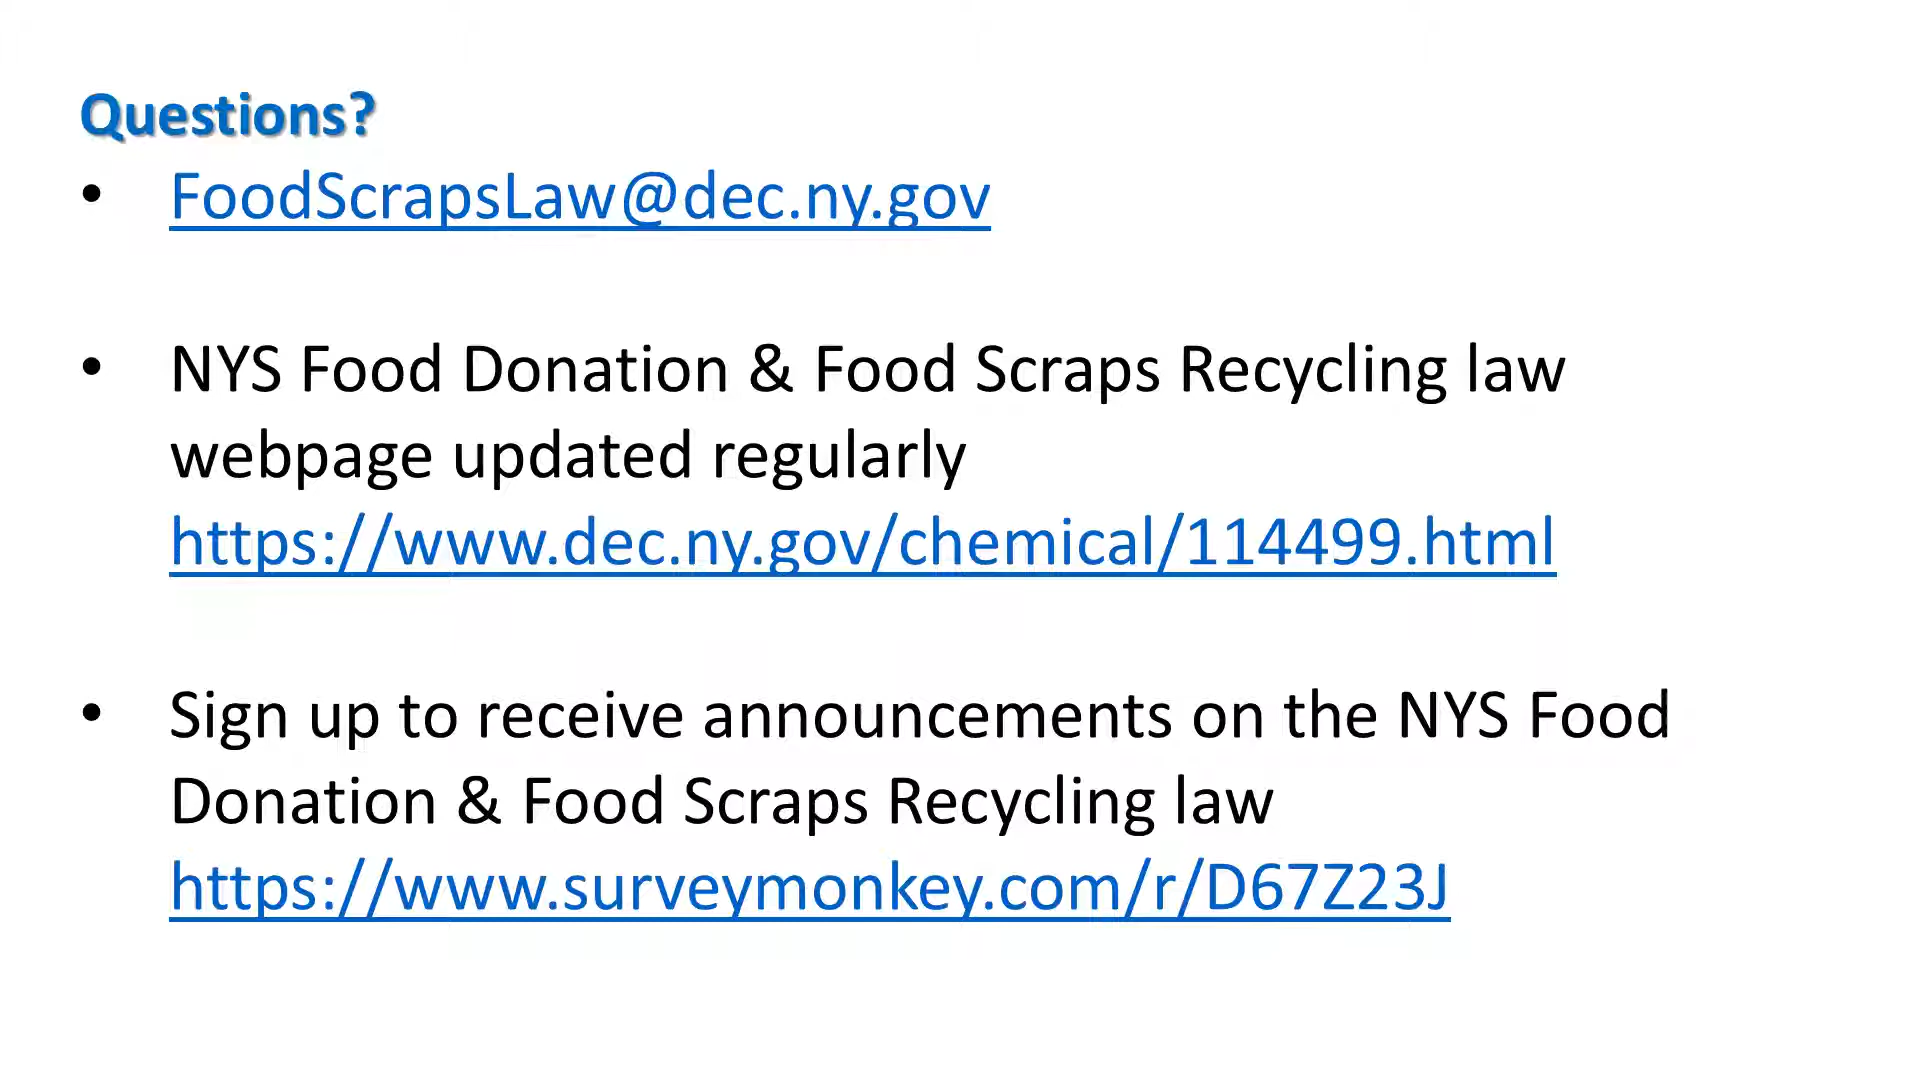 Questions?
• FoodScrapsLaw@dec.ny.gov
• NYS Food Donation & Food Scraps Recycling law
webpage updated regularly
https://www.dec.ny.gov/chemical/114499.html
• Sign up to receive announcements on the NYS Food
Donation & Food Scraps Recycling law
https://www.surveymonkey.com/r/D67Z23J